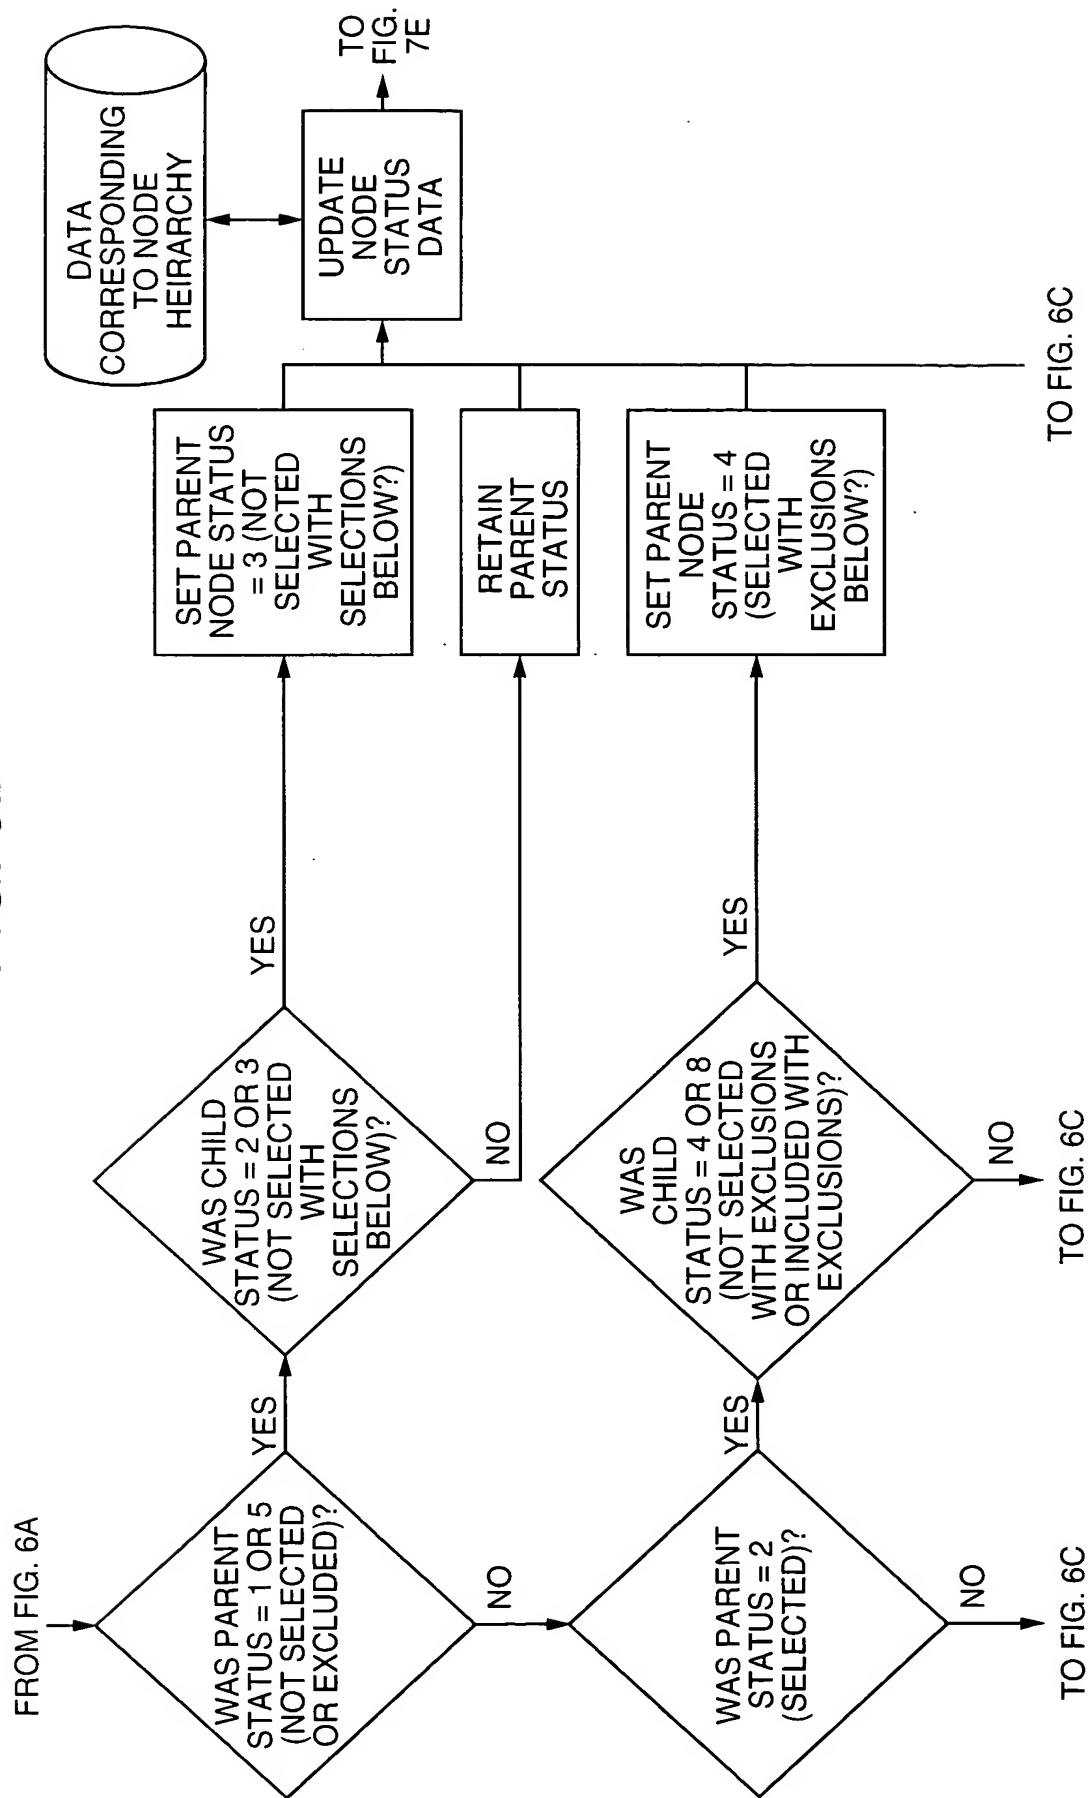 FROM FIG. 6A
WAS PARENT
STATUS = 1 OR 5
(NOT SELECTED
OR EXCLUDED)?
YES
NO
WAS CHILD
STATUS = 2 OR 3
(NOT SELECTED
WITH
SELECTIONS
BELOW)?
YES
NO
SET PARENT
NODE STATUS
= 3 (NOT
SELECTED
WITH
SELECTIONS
BELOW?)
RETAIN
PARENT
STATUS
DATA
CORRESPONDING
TO NODE
HEIRARCHY
UPDATE
NODE
STATUS
DATA
TO
FIG.
7E
WAS PARENT
STATUS = 2
(SELECTED)?
YES
NO
TO FIG. 6C
WAS
CHILD
STATUS = 4 OR 8
(NOT SELECTED
WITH EXCLUSIONS
OR INCLUDED WITH
EXCLUSIONS)?
YES
NO
TO FIG. 6C
SET PARENT
NODE
STATUS = 4
(SELECTED
WITH
EXCLUSIONS
BELOW?)
TO FIG. 6C